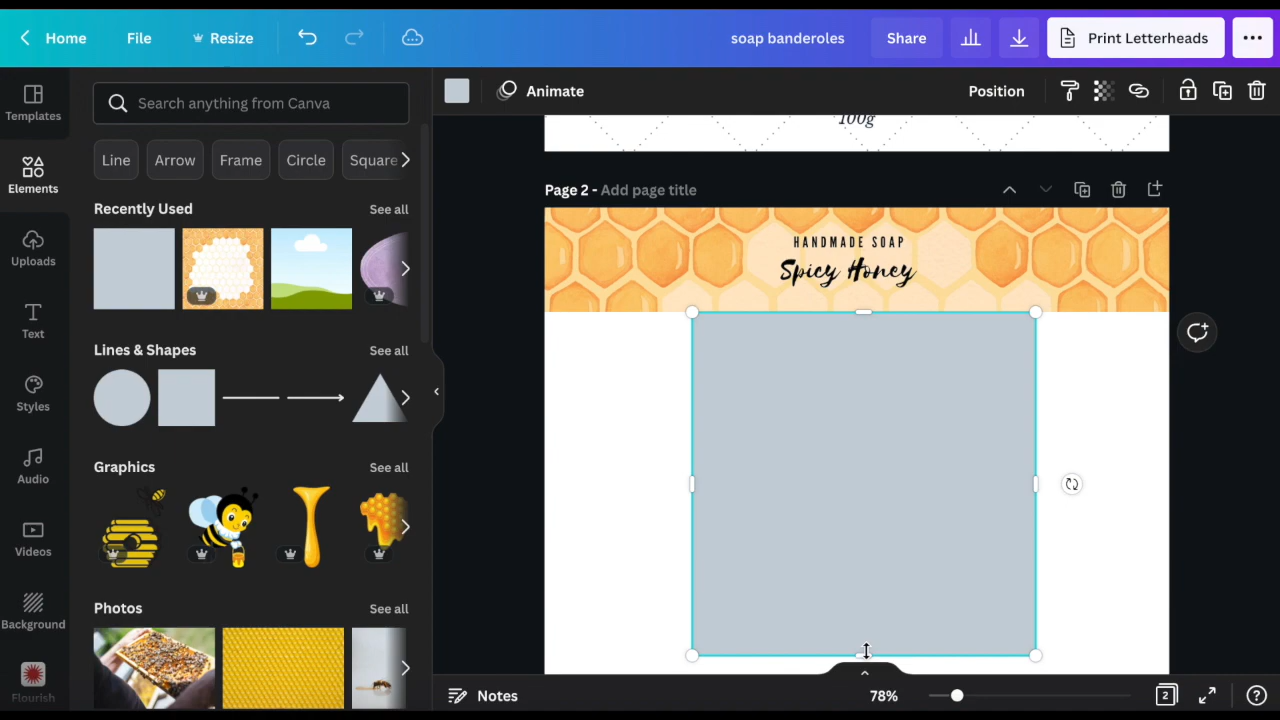 Home File Resize soap banderoles Share Print Letterheads
Templates
Elements
Uploads
Text
Styles
Audio
Videos
Background
Flourish
Search anything from Canva
Line Arrow Frame Circle Square
Recently Used See all
Lines & Shapes See all
Graphics See all
Photos See all
Animate Position
100g
Page 2 - Add page title
HANDMADE SOAP
Spicy Honey
Notes 78% 2